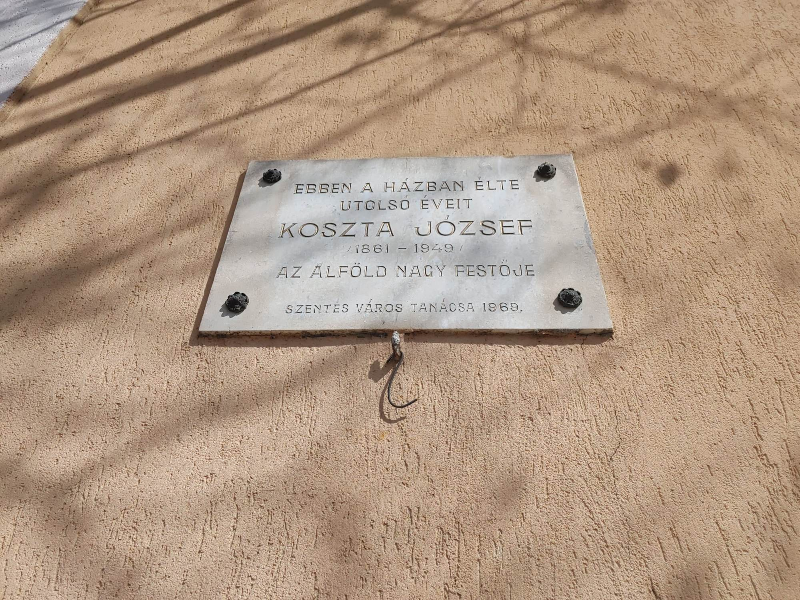 EBBEN A HÁZBAN ÉLTE
UTOLSÓ ÉVEIT
KOSZTA JÓZSEF
/1861 - 1949/
AZ ALFÖLD NAGY FESTŐJE
SZENTES VÁROS TANÁCSA 1969.